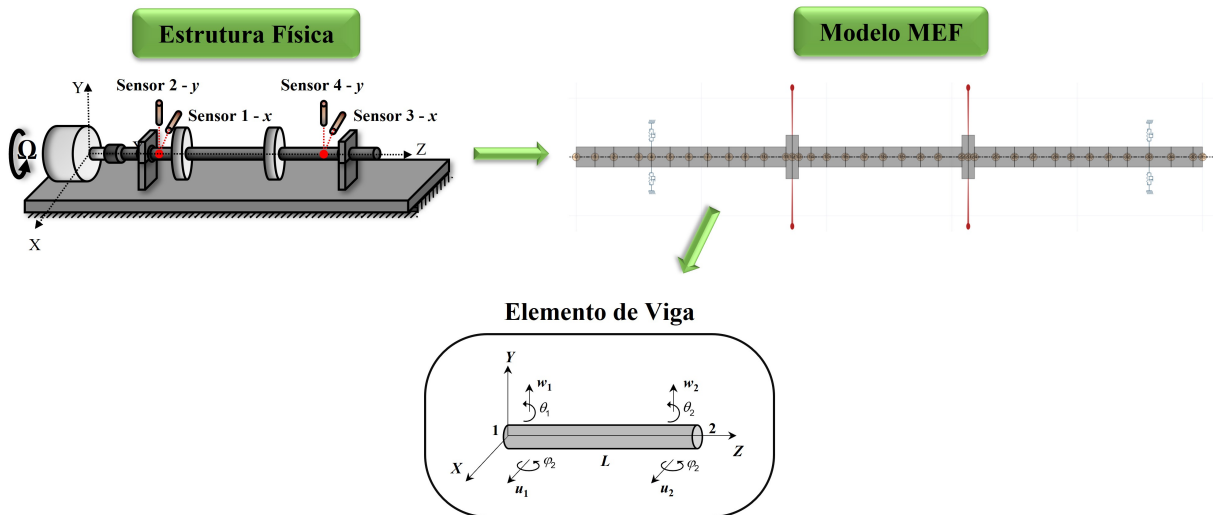 Estrutura Física
Modelo MEF
Sensor 2 - y
Sensor 4 - y
Y
Sensor 1 - x
Sensor 3 - x
Ω
Z
X
Elemento de Viga
Y
w₁
w₂
θ₁
θ₂
1
2
Z
X
L
φ₂
φ₂
u₁
u₂